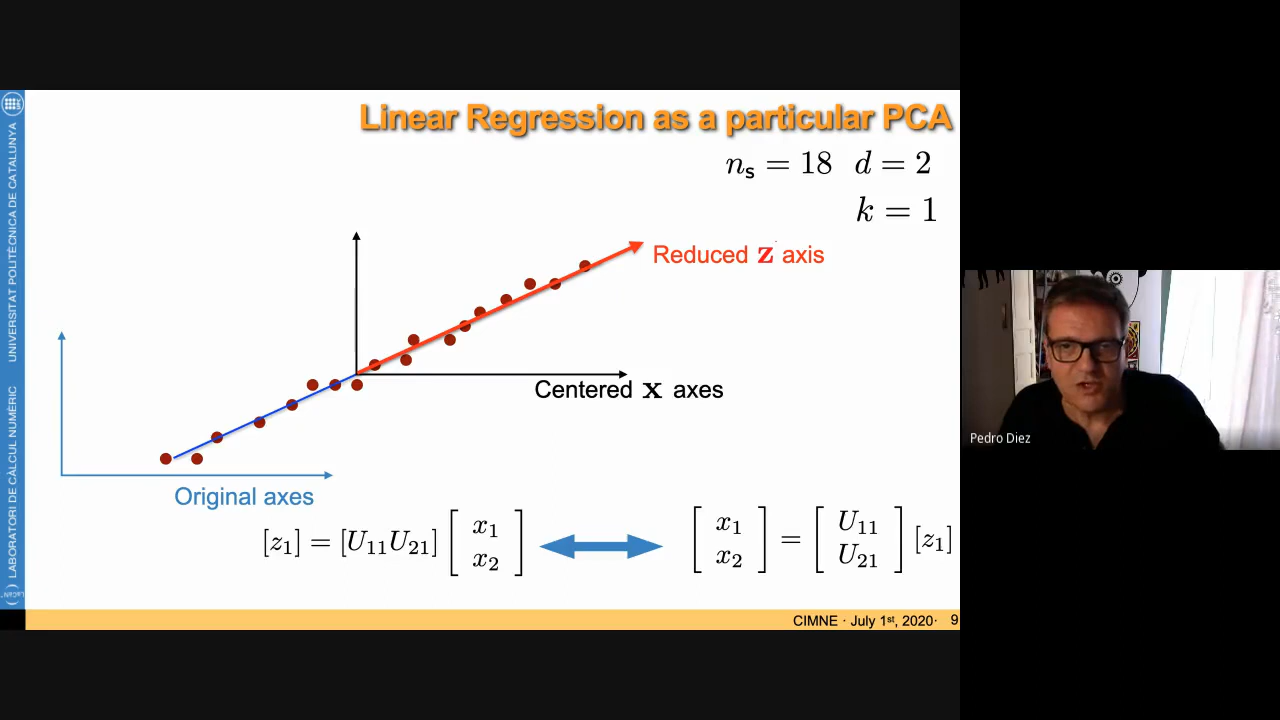 Linear Regression as a particular PCA
nₛ = 18 d = 2
k = 1
Reduced z axis
Centered x axes
Original axes
[z₁] = [U₁₁U₂₁] [x₁ x₂]
[x₁ x₂] = [U₁₁ U₂₁] [z₁]
CIMNE · July 1st, 2020· 9
UNIVERSITAT POLITÈCNICA DE CATALUNYA
LABORATORI DE CÀLCUL NUMÈRIC
Pedro Diez